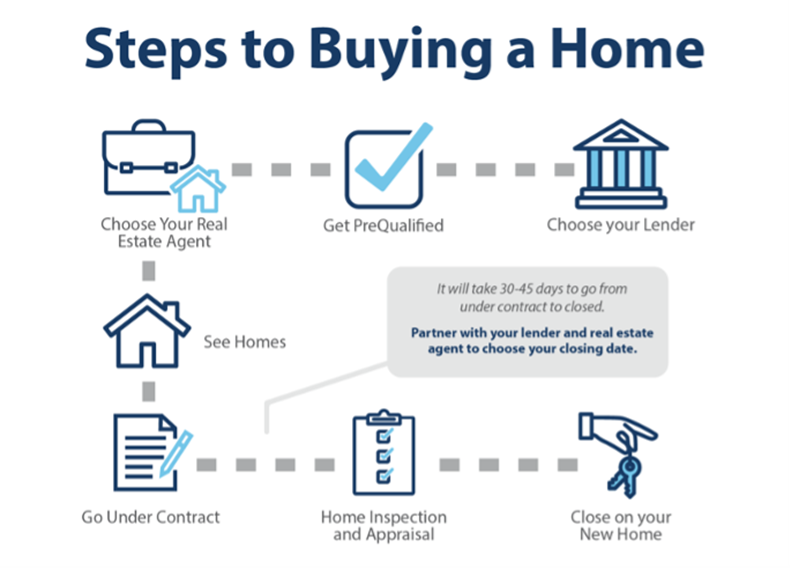 Steps to Buying a Home
Choose Your Real
Estate Agent
Get PreQualified
Choose your Lender
It will take 30-45 days to go from
under contract to closed.
Partner with your lender and real estate
agent to choose your closing date.
See Homes
Go Under Contract
Home Inspection
and Appraisal
Close on your
New Home